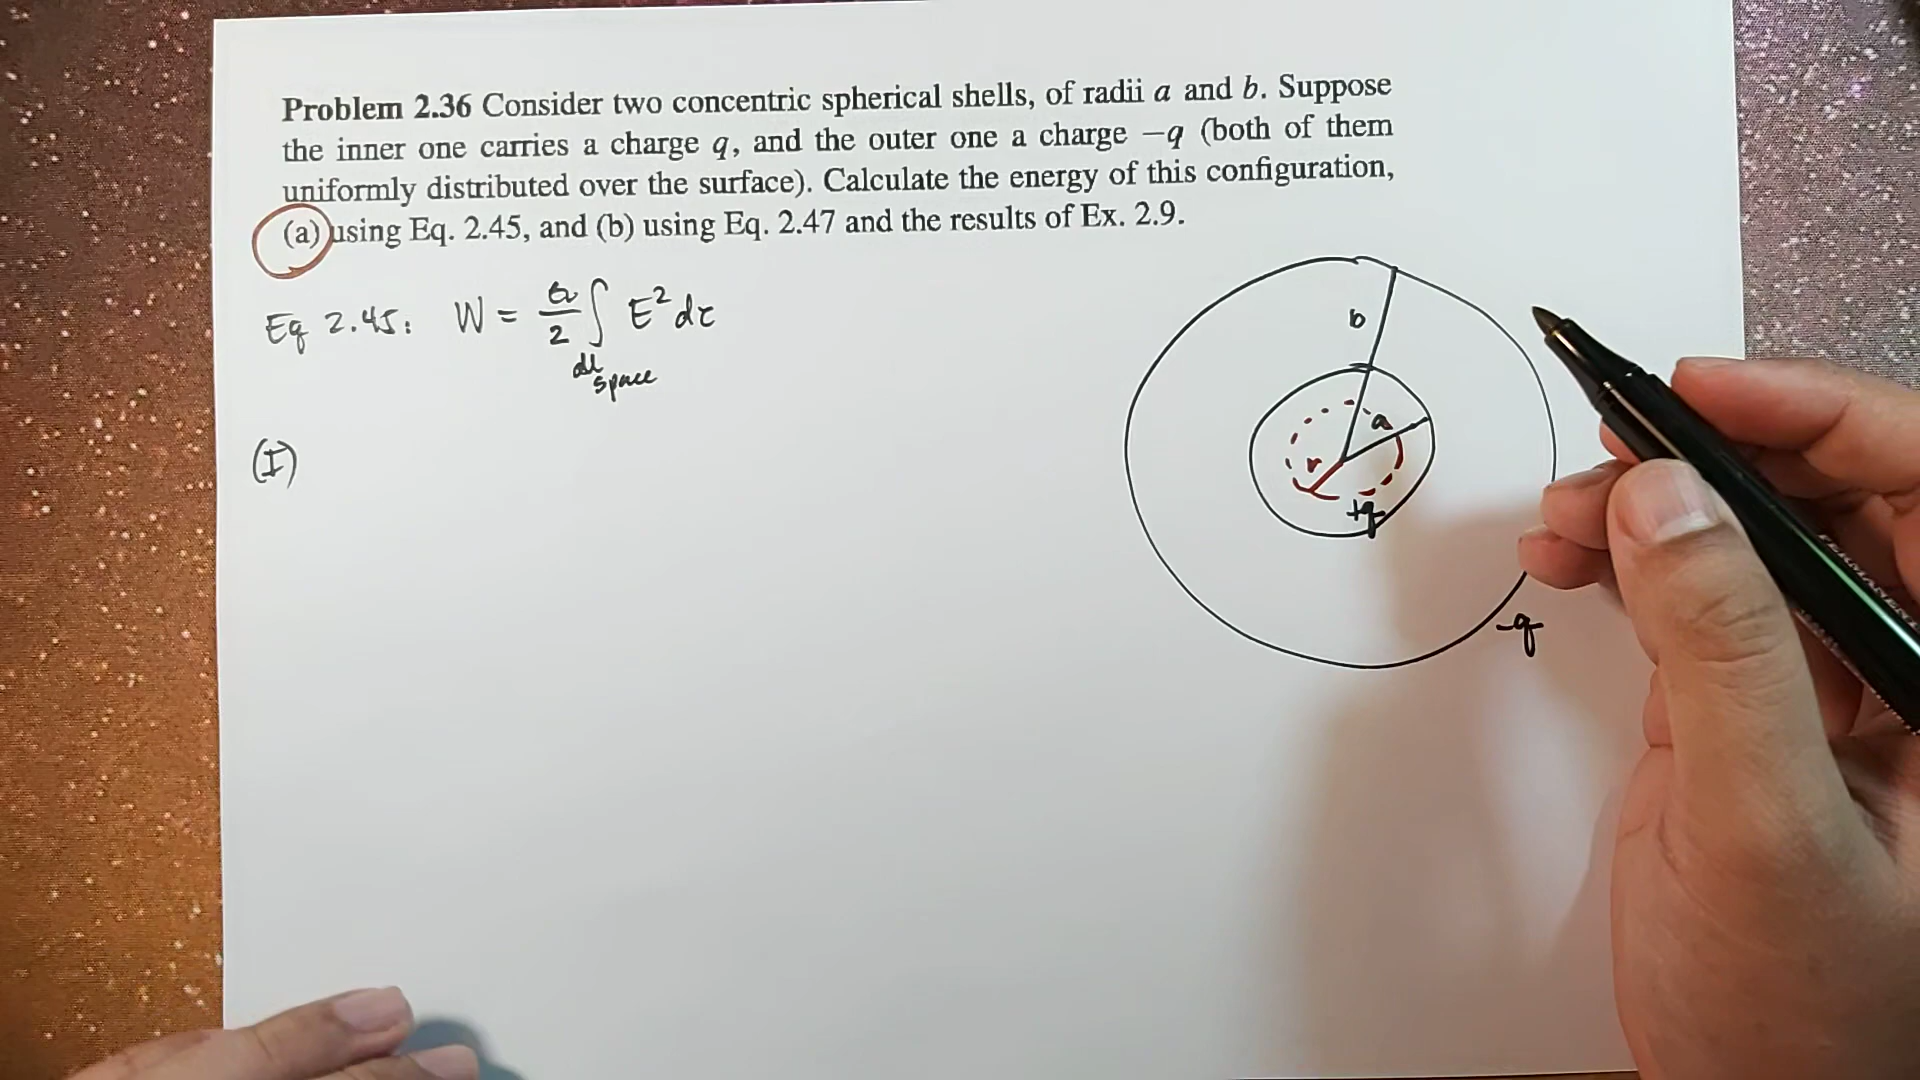 Problem 2.36 Consider two concentric spherical shells, of radii a and b. Suppose
the inner one carries a charge q, and the outer one a charge −q (both of them
uniformly distributed over the surface). Calculate the energy of this configuration,
(a) using Eq. 2.45, and (b) using Eq. 2.47 and the results of Ex. 2.9.
Eq 2.45: W = ε₀/2 ∫ E² dτ
all
space
(I)
b
a
r
+q
-q